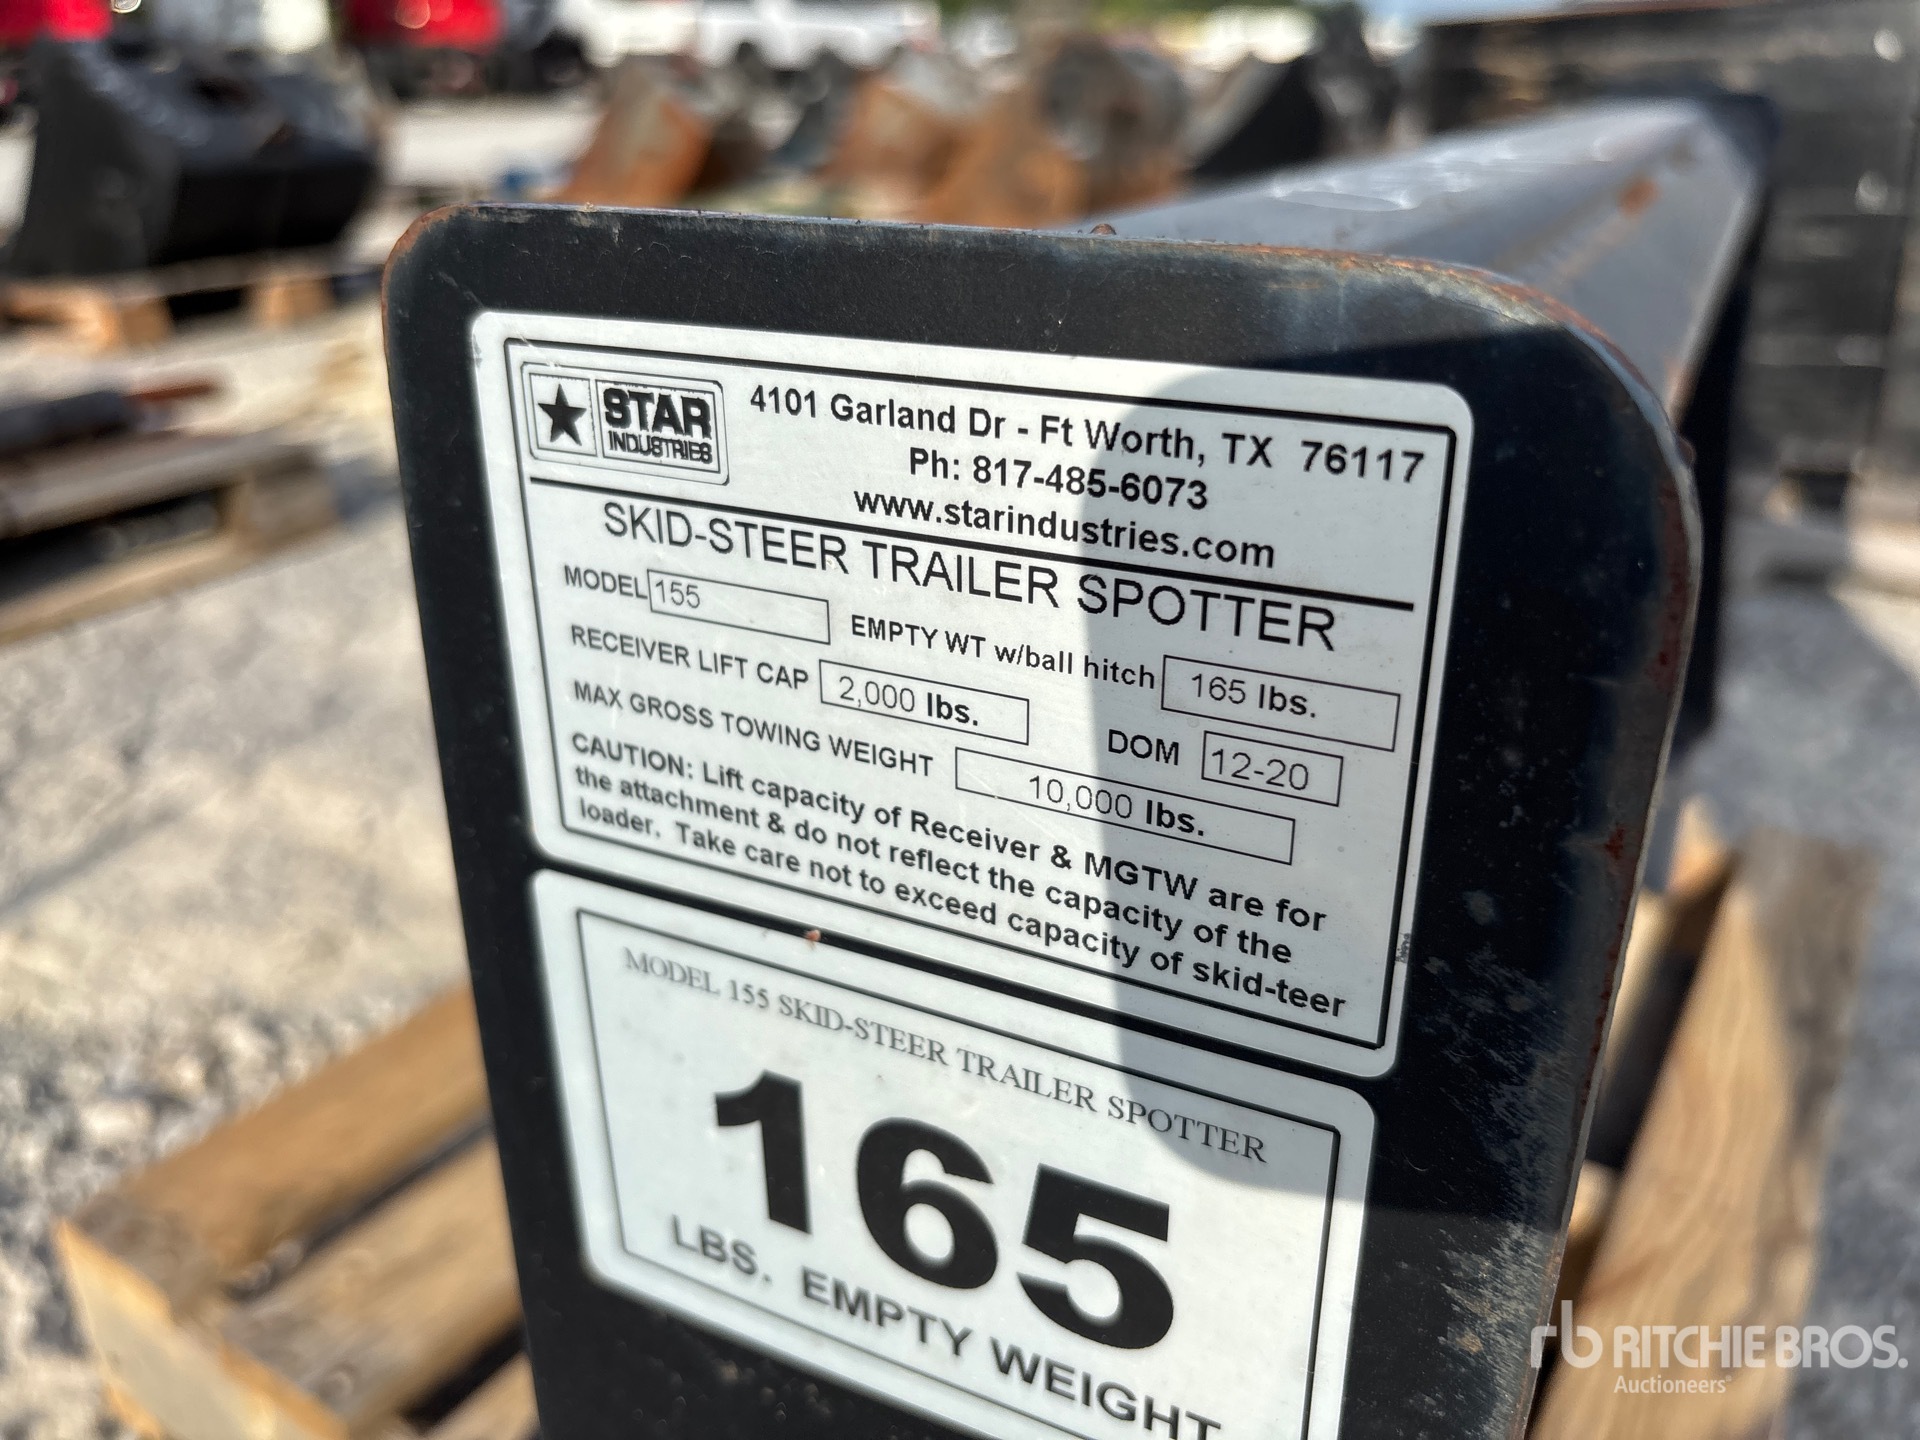 STAR
INDUSTRIES
4101 Garland Dr - Ft Worth, TX 76117
Ph: 817-485-6073
www.starindustries.com
SKID-STEER TRAILER SPOTTER
MODEL 155
EMPTY WT w/ball hitch 165 lbs.
RECEIVER LIFT CAP 2,000 lbs.
DOM 12-20
MAX GROSS TOWING WEIGHT 10,000 lbs.
CAUTION: Lift capacity of Receiver & MGTW are for
the attachment & do not reflect the capacity of the
loader. Take care not to exceed capacity of skid-teer
MODEL 155 SKID-STEER TRAILER SPOTTER
165
LBS. EMPTY WEIGHT
rb RITCHIE BROS.
Auctioneers